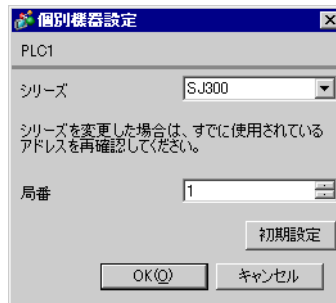 個別機器設定
PLC1
シリーズ SJ300
シリーズを変更した場合は、すでに使用されている
アドレスを再確認してください。
局番 1
初期設定
OK(O) キャンセル